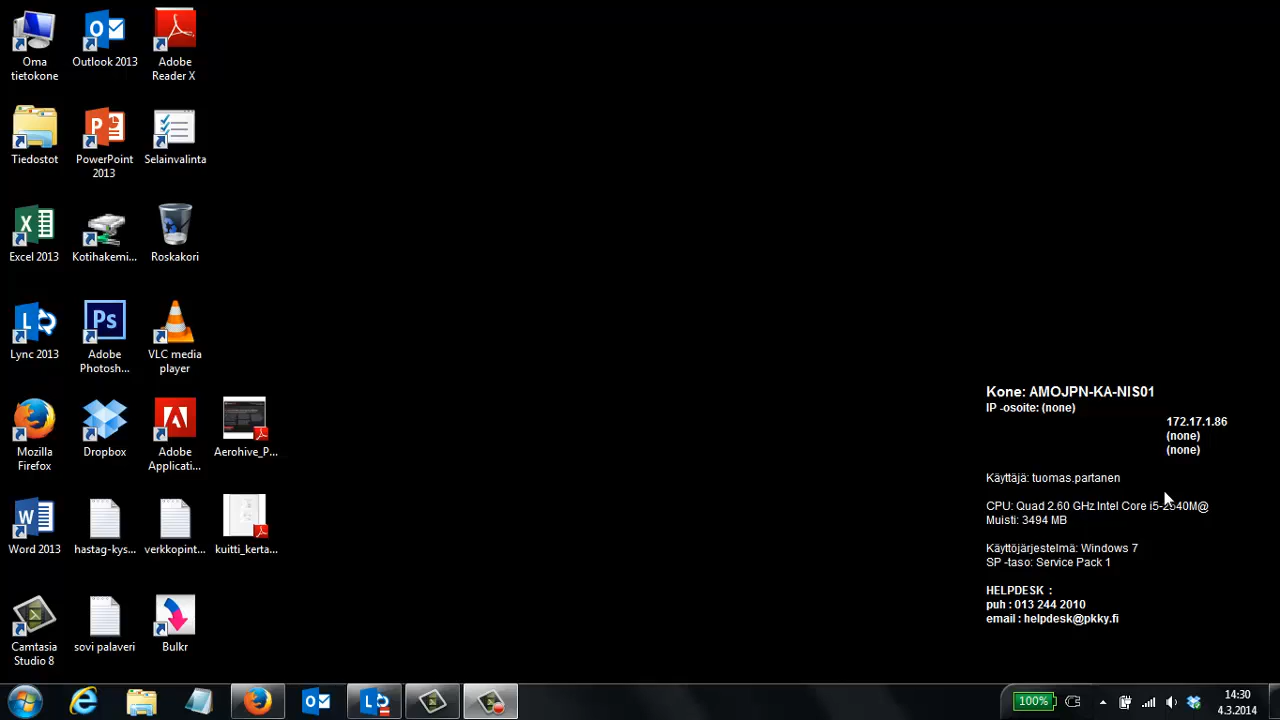 Oma
tietokone
Outlook 2013
Adobe
Reader X
Tiedostot
PowerPoint
2013
Selainvalinta
Excel 2013
Kotihakemi...
Roskakori
Lync 2013
Ps
Adobe
Photosh...
VLC media
player
Mozilla
Firefox
Dropbox
Adobe
Applicati...
Aerohive_P...
Word 2013
hastag-kys...
verkkopint...
kuitti_kerta...
Camtasia
Studio 8
sovi palaveri
Bulkr
Kone: AMOJPN-KA-NIS01
IP -osoite: (none)
172.17.1.86
(none)
(none)
Käyttäjä: tuomas.partanen
CPU: Quad 2.60 GHz Intel Core i5-2540M@
Muisti: 3494 MB
Käyttöjärjestelmä: Windows 7
SP -taso: Service Pack 1
HELPDESK :
puh : 013 244 2010
email : helpdesk@pkky.fi
100%
14:30
4.3.2014